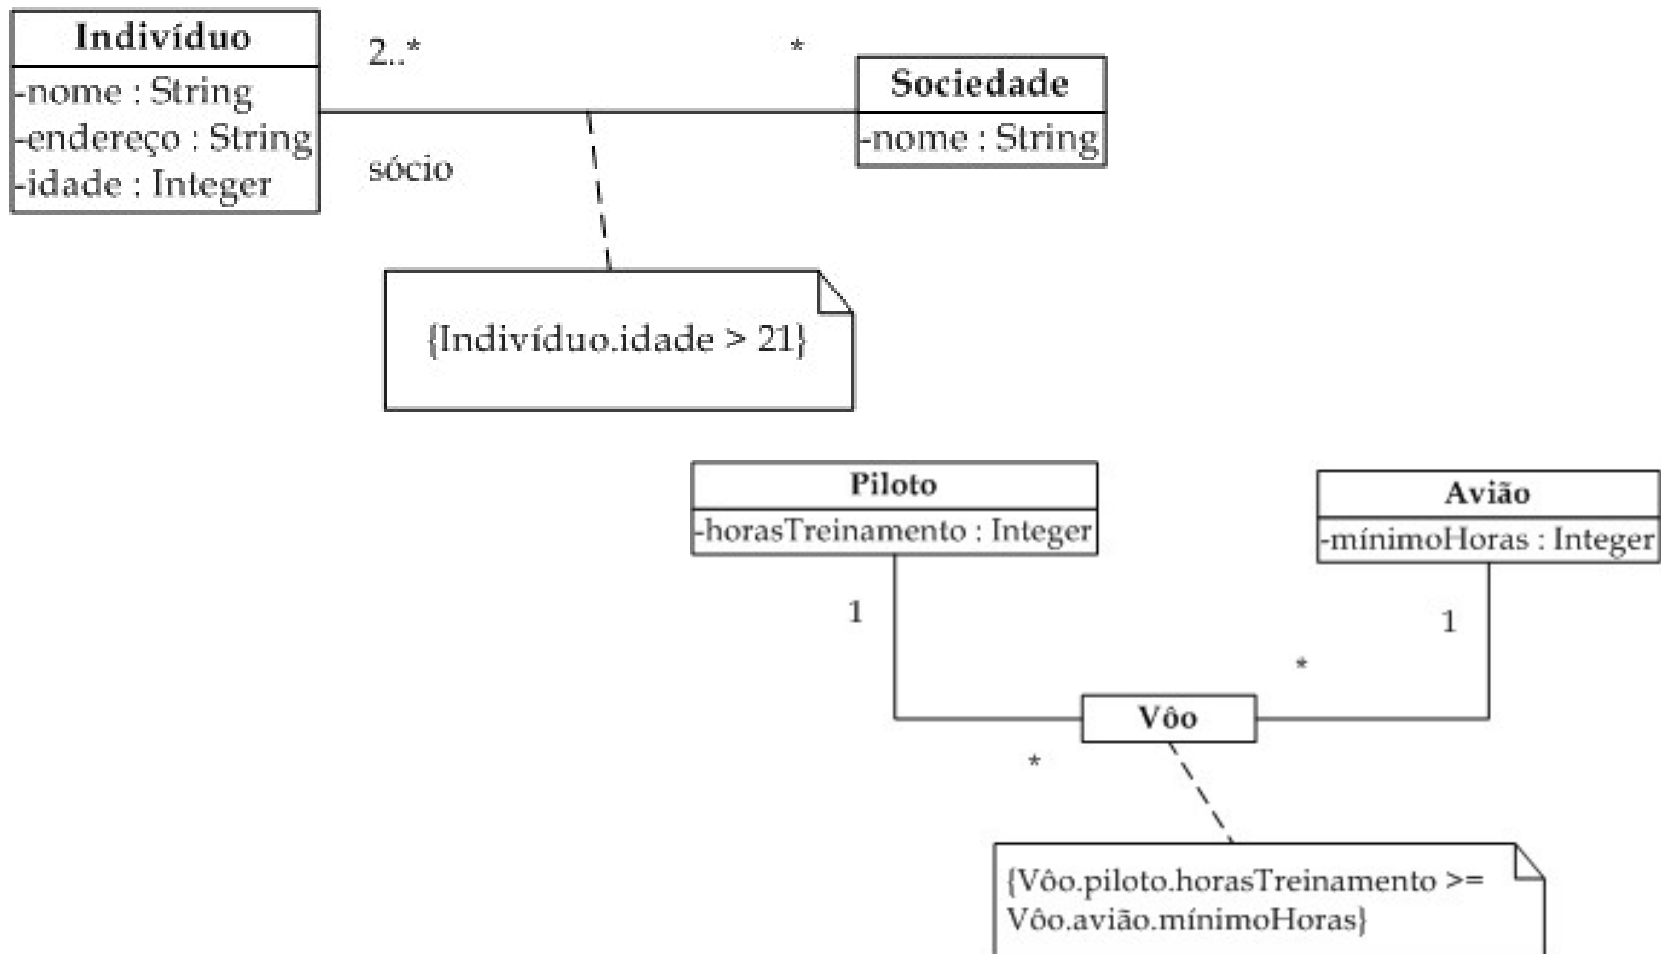 Indivíduo
-nome : String
-endereço : String
-idade : Integer
2..*
*
sócio
Sociedade
-nome : String
{Indivíduo.idade > 21}
Piloto
-horasTreinamento : Integer
Avião
-mínimoHoras : Integer
1
1
*
Vôo
*
{Vôo.piloto.horasTreinamento >=
Vôo.avião.mínimoHoras}